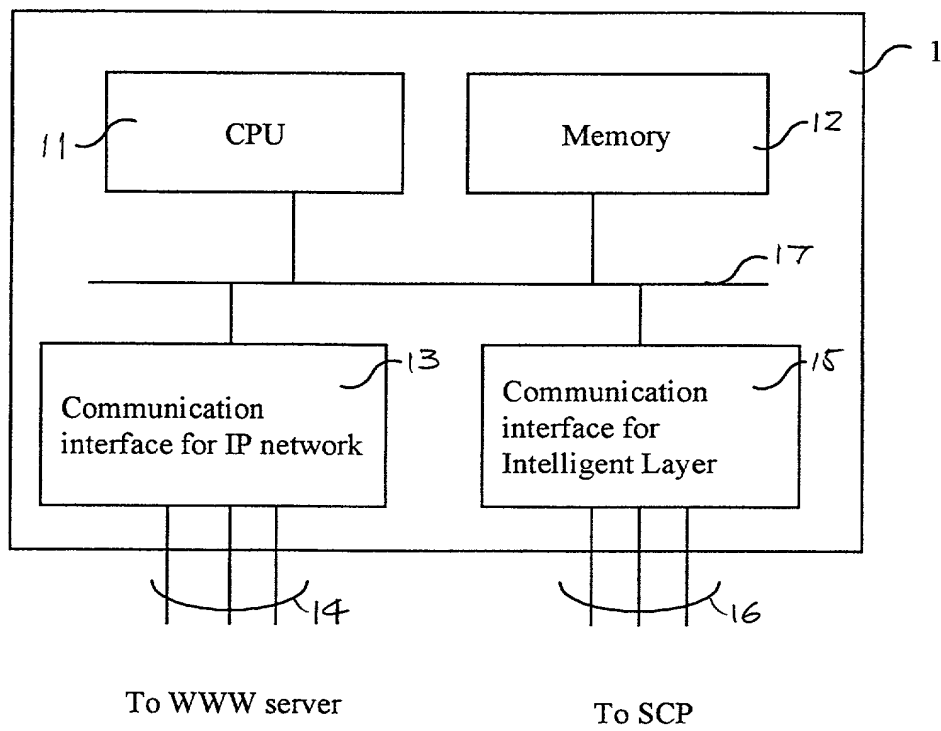 1
CPU
11
Memory
12
17
13
Communication
interface for IP network
15
Communication
interface for
Intelligent Layer
14
16
To WWW server
To SCP